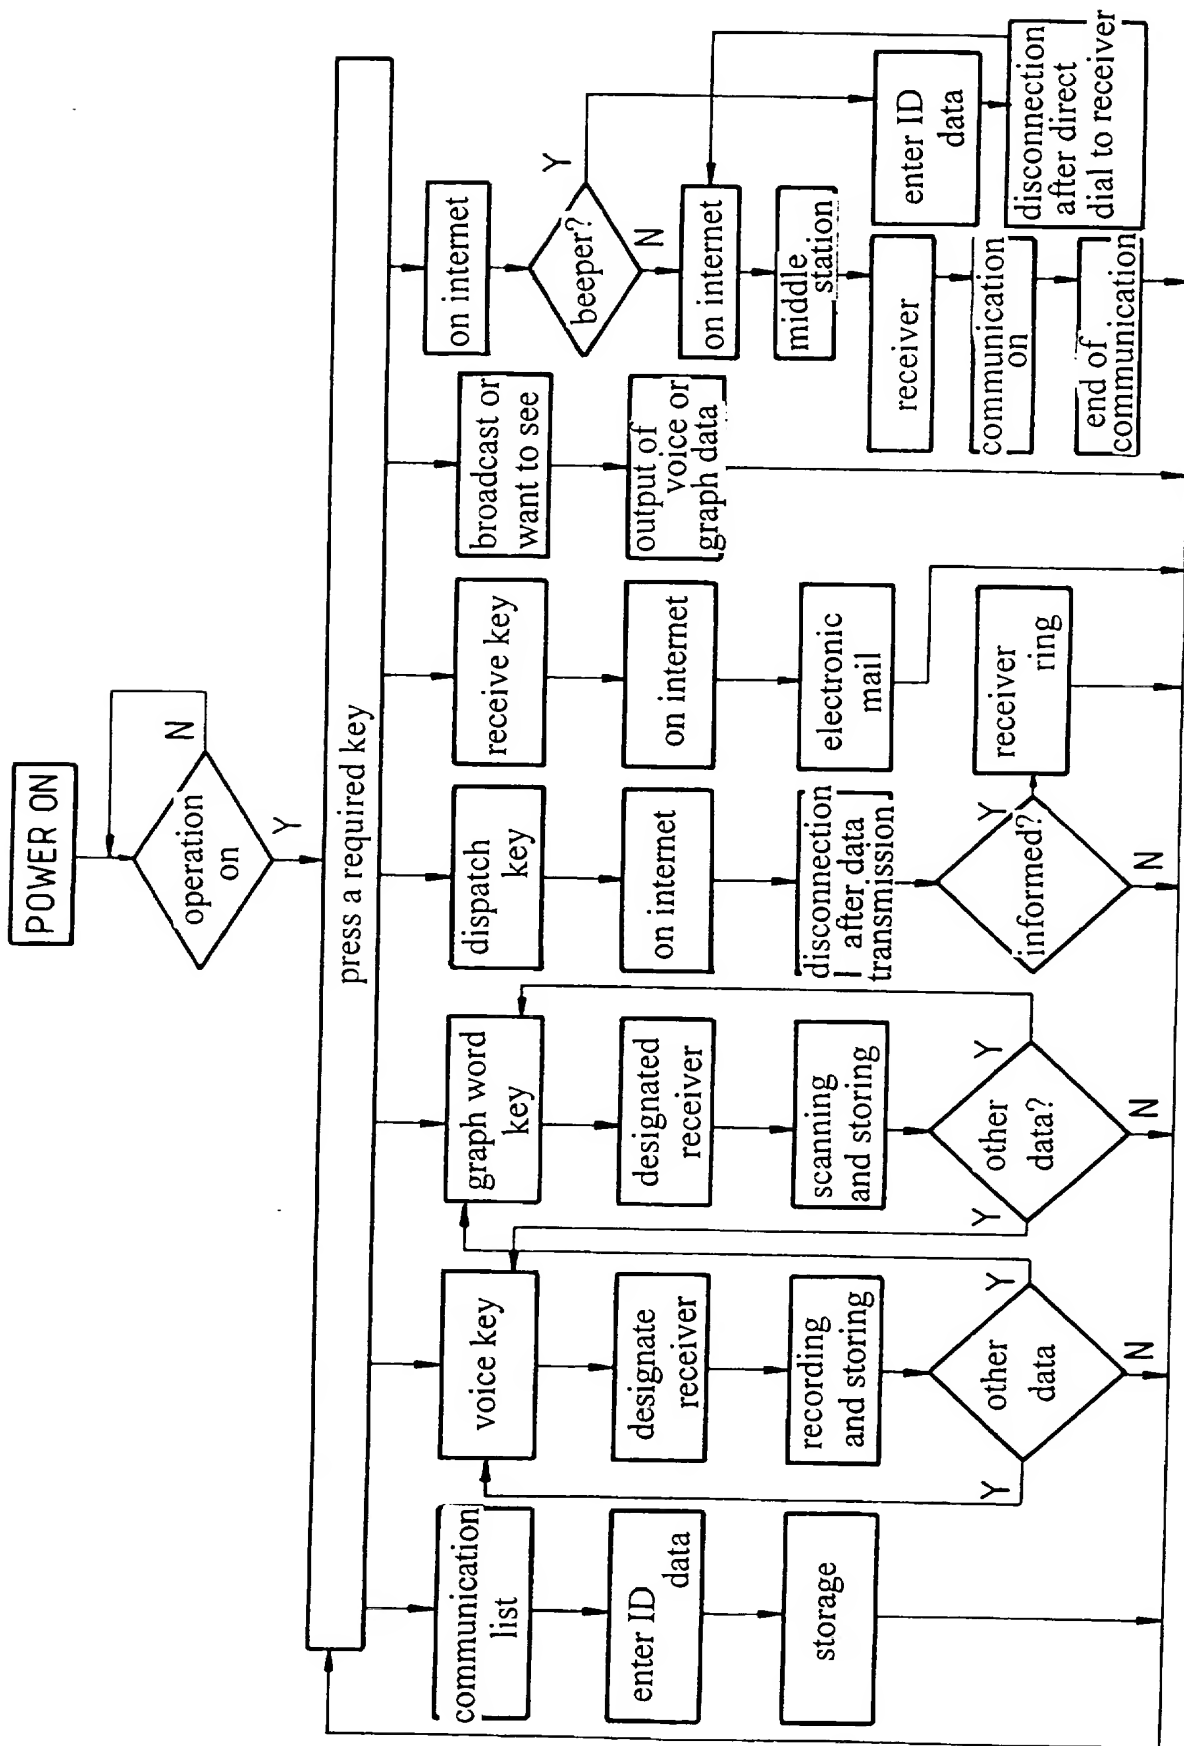 POWER ON
operation
on
N
Y
press a required key
communication
list
enter ID
data
storage
voice key
designate
receiver
recording
and storing
other
data
Y
Y
N
graph word
key
designated
receiver
scanning
and storing
other
data?
Y
Y
N
dispatch
key
on internet
disconnection
after data
transmission
informed?
Y
N
receiver
ring
receive key
on internet
electronic
mail
broadcast or
want to see
output of
voice or
graph data
on internet
beeper?
Y
N
on internet
middle
station
receiver
communication
on
end of
communication
enter ID
data
disconnection
after direct
dial to receiver